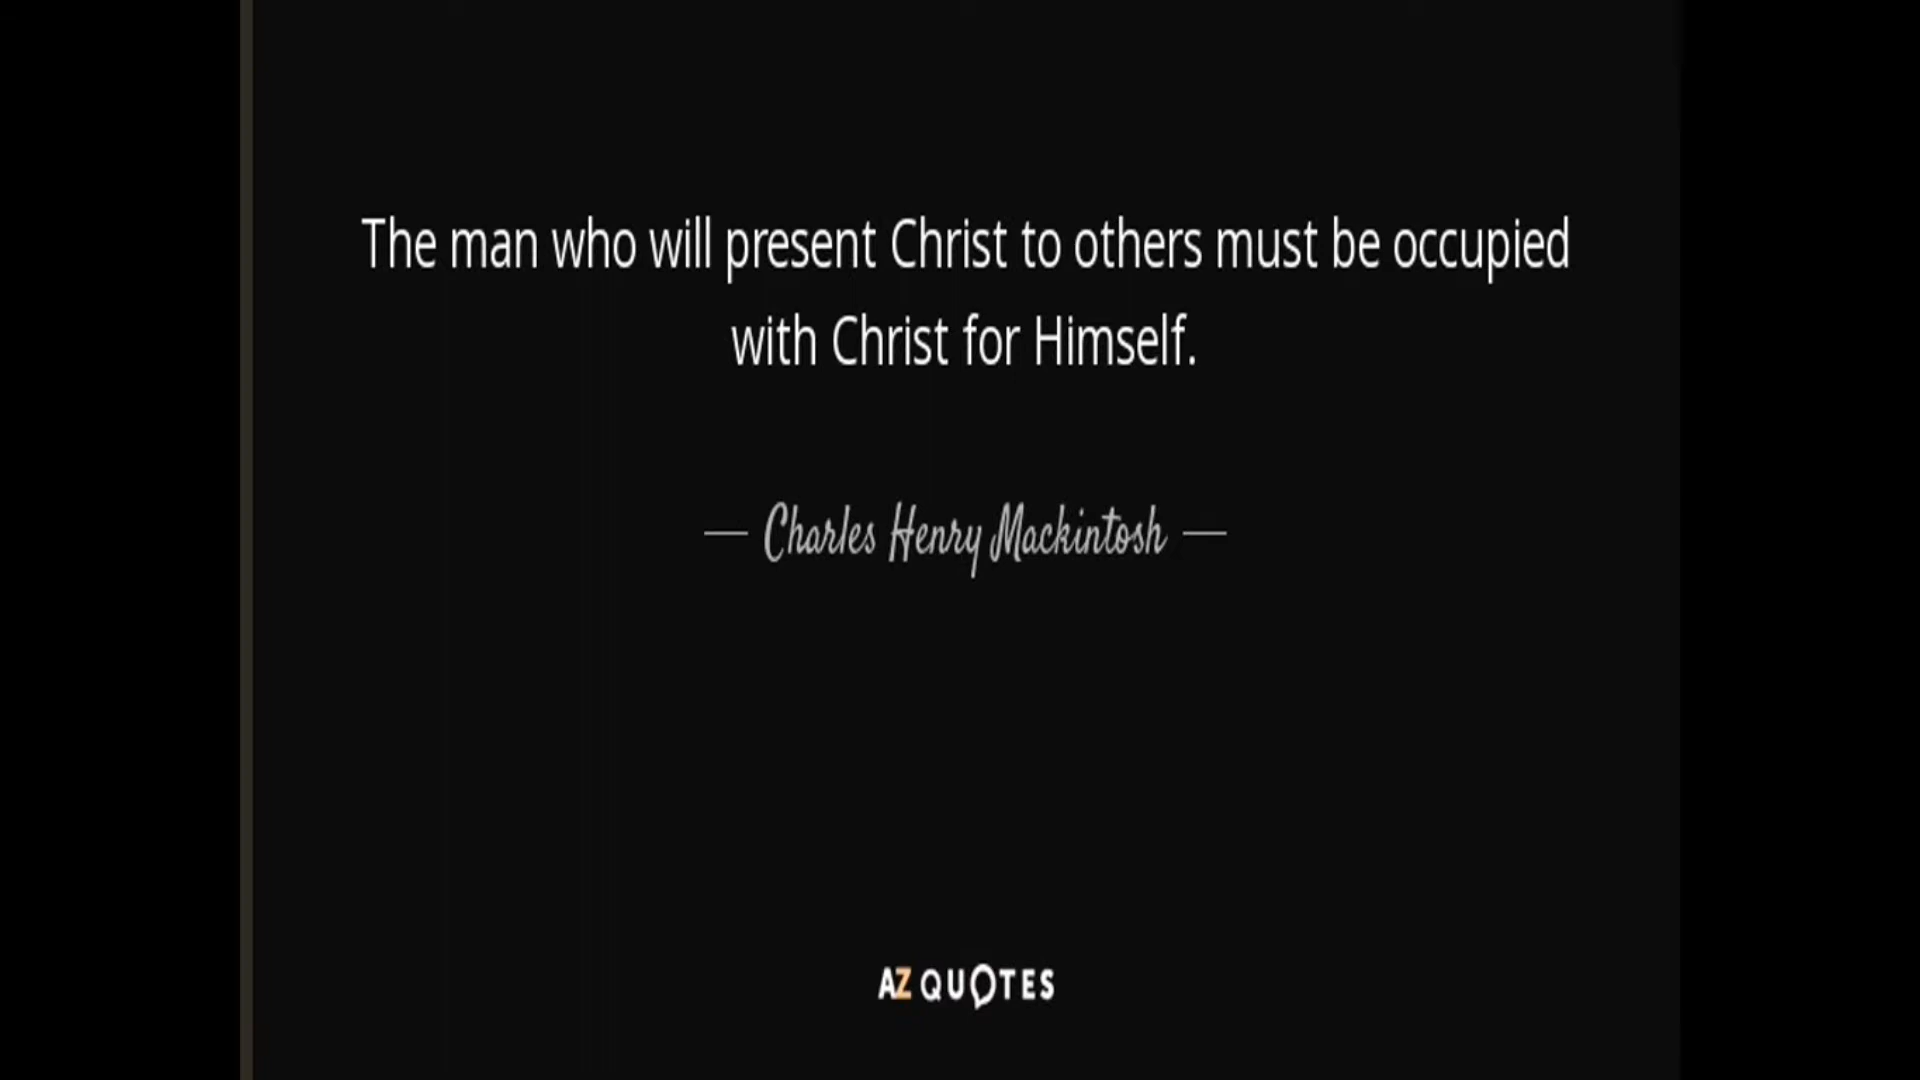 The man who will present Christ to others must be occupied
with Christ for Himself.
— Charles Henry Mackintosh —
AZ QUOTES